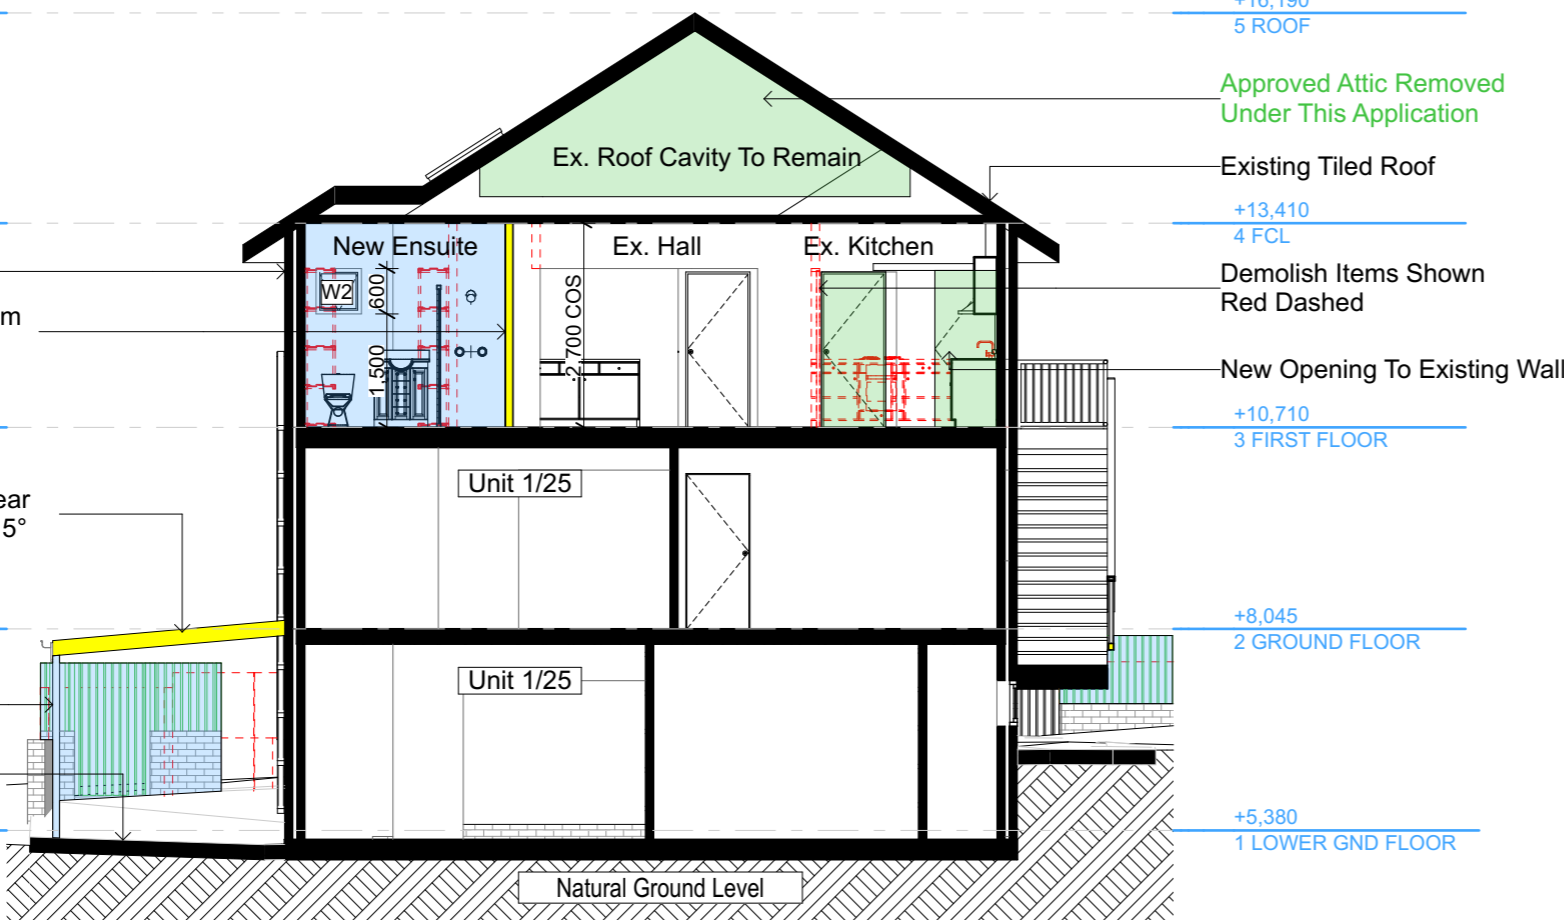 +16,190
5 ROOF
Approved Attic Removed
Under This Application
Ex. Roof Cavity To Remain
Existing Tiled Roof
+13,410
4 FCL
New Ensuite
Ex. Hall
Ex. Kitchen
Demolish Items Shown
Red Dashed
W2
600
2,700 COS
m
1,500
New Opening To Existing Wall
+10,710
3 FIRST FLOOR
Unit 1/25
ear
5°
+8,045
2 GROUND FLOOR
Unit 1/25
+5,380
1 LOWER GND FLOOR
Natural Ground Level